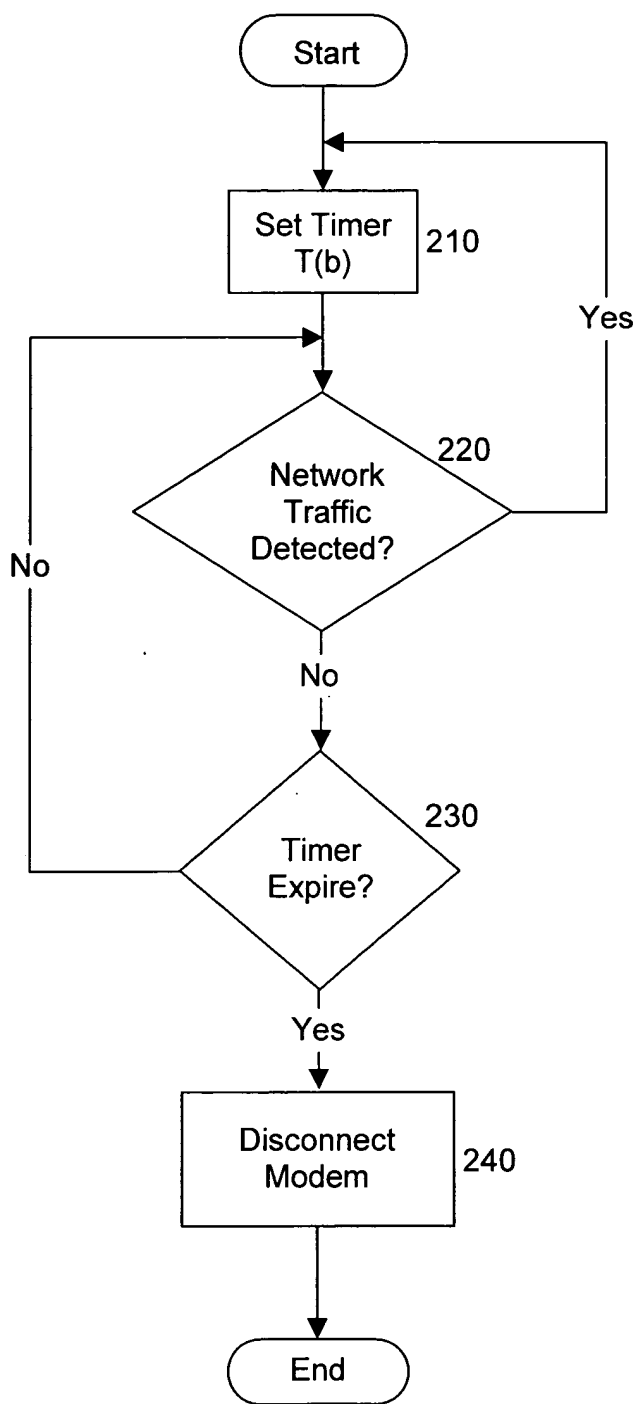 Start
Set Timer
T(b)
210
Yes
220
Network
Traffic
Detected?
No
No
230
Timer
Expire?
Yes
Disconnect
Modem
240
End